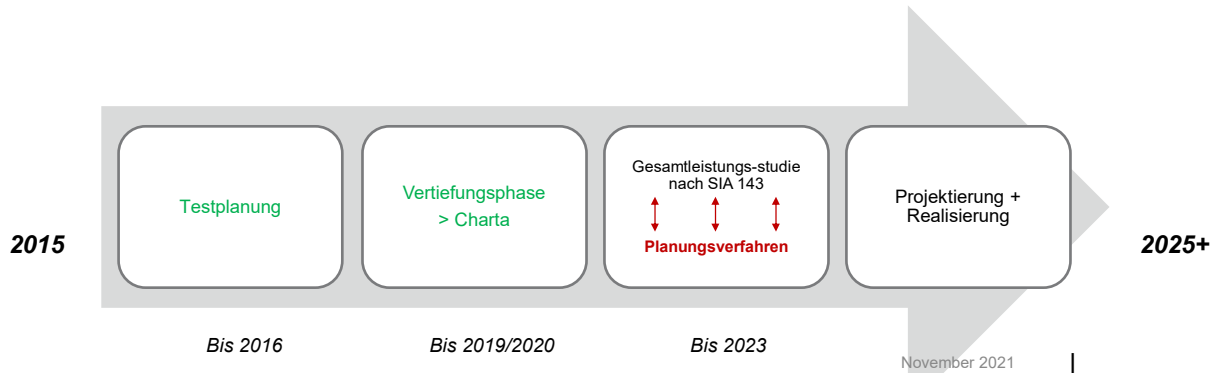 2015
Testplanung
Vertiefungsphase
> Charta
Gesamtleistungs-studie
nach SIA 143
Planungsverfahren
Projektierung +
Realisierung
2025+
Bis 2016
Bis 2019/2020
Bis 2023
November 2021